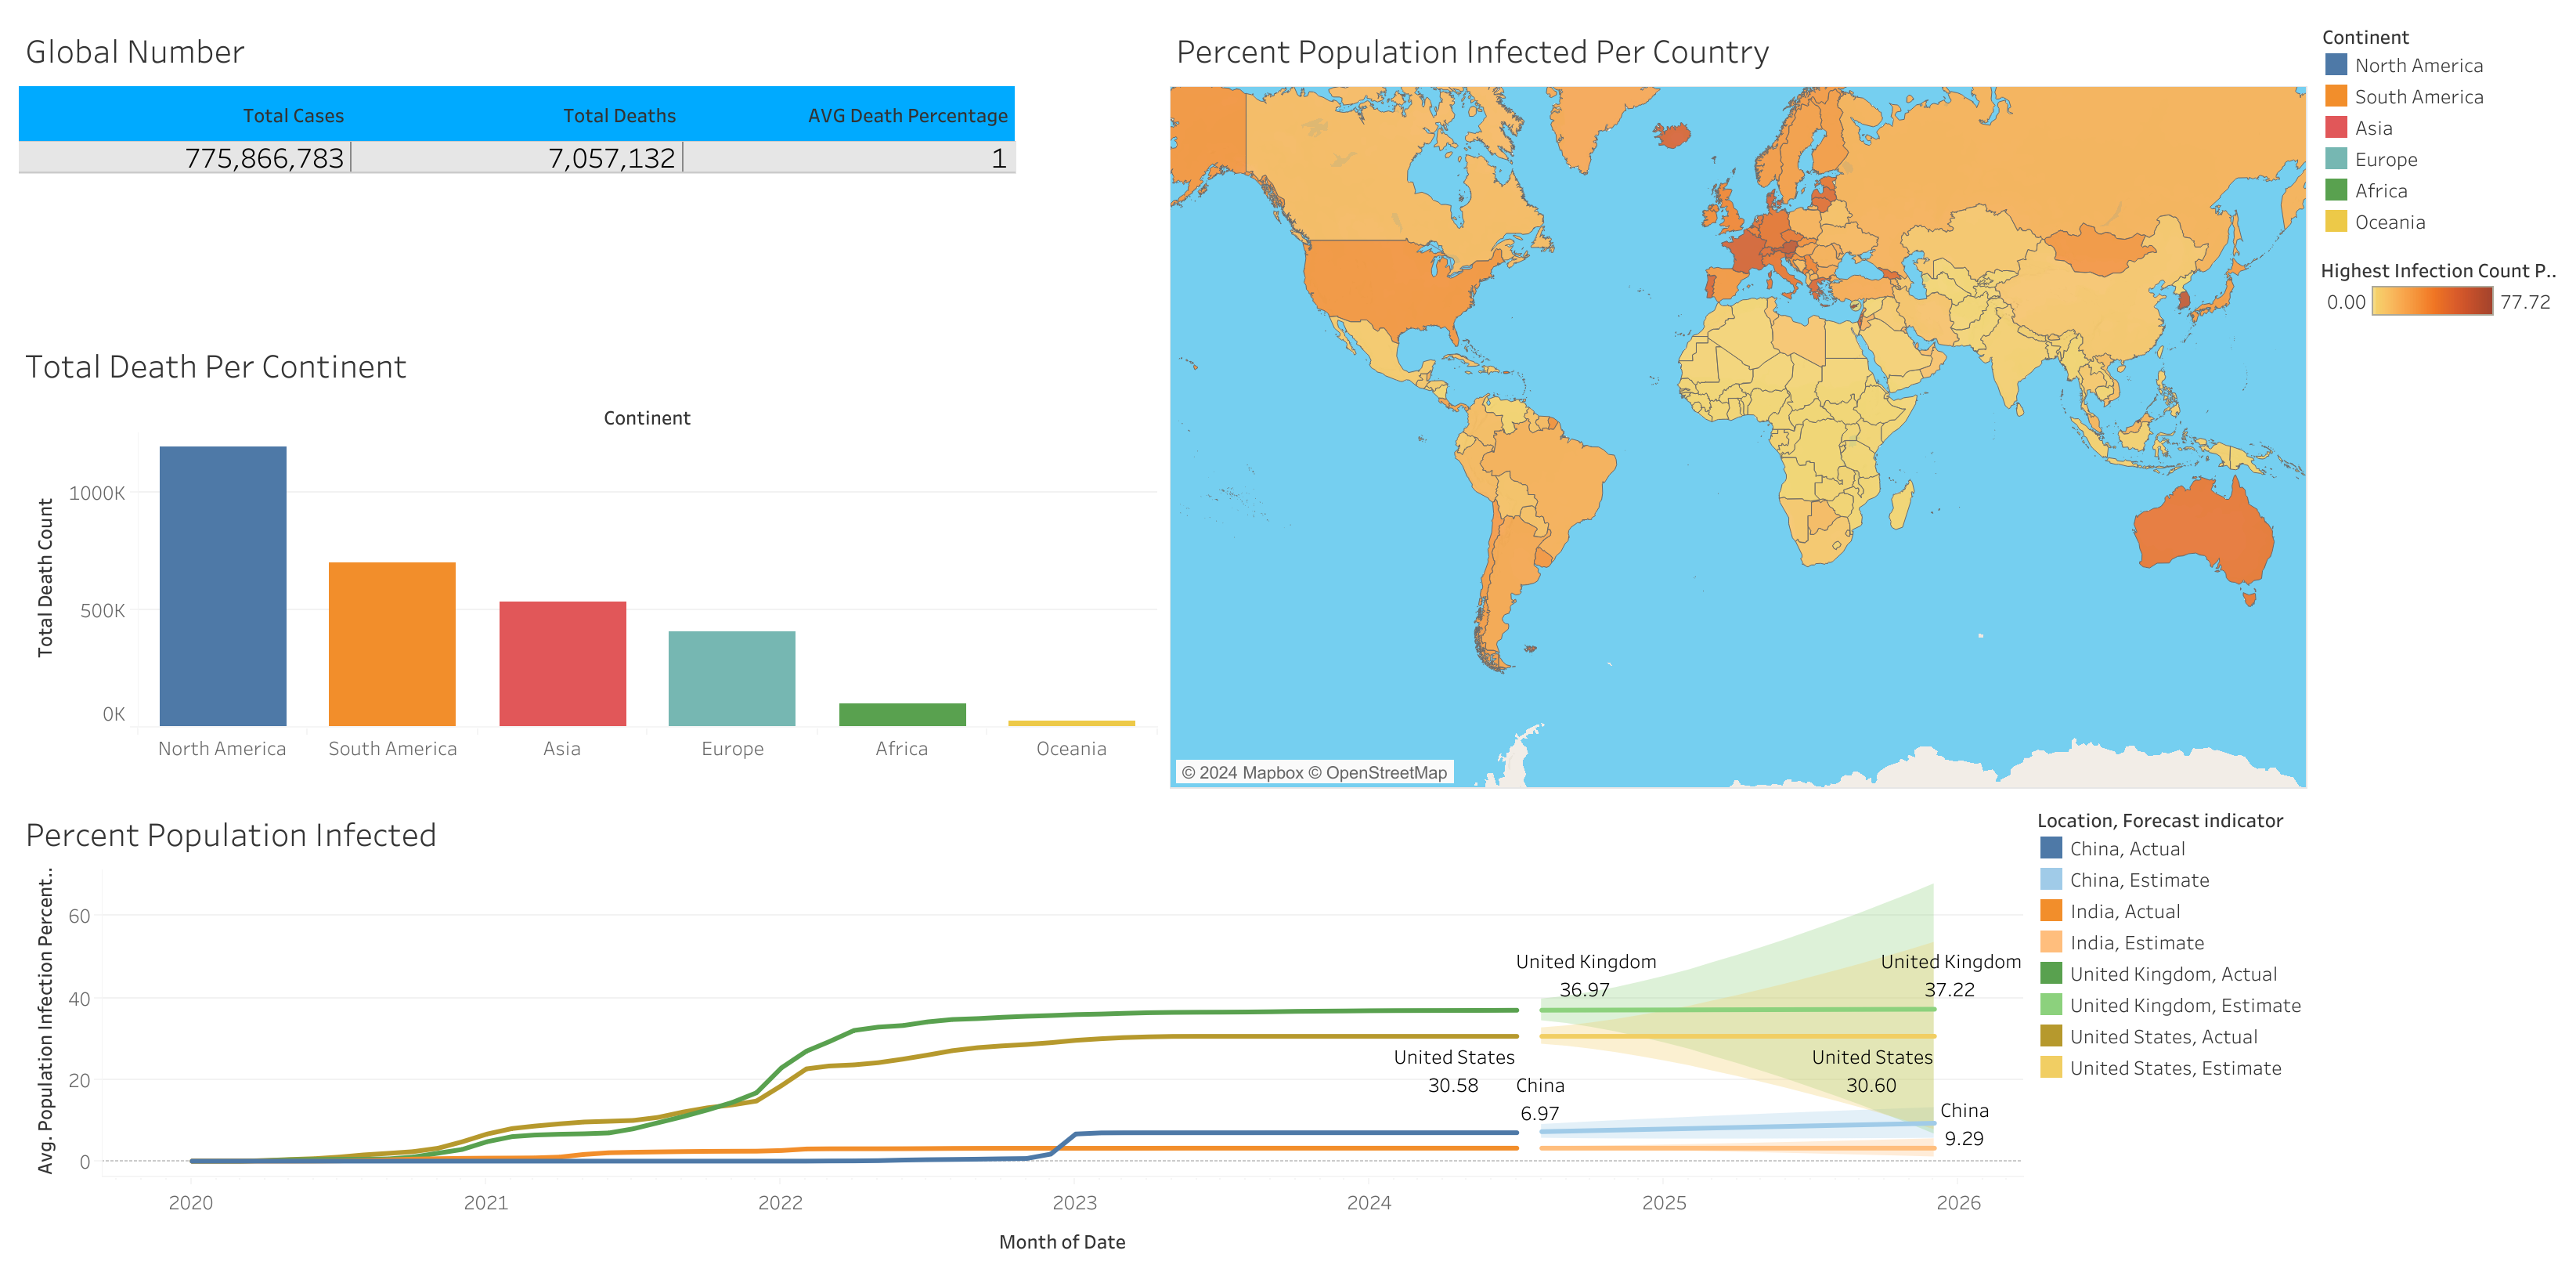 Global Number
Total Cases Total Deaths AVG Death Percentage
775,866,783 7,057,132 1
Percent Population Infected Per Country
© 2024 Mapbox © OpenStreetMap
Continent
North America
South America
Asia
Europe
Africa
Oceania
Highest Infection Count P..
0.00 77.72
Total Death Per Continent
Continent
Total Death Count
1000K
500K
0K
North America South America Asia Europe Africa Oceania
Percent Population Infected
Avg. Population Infection Percent..
60
40
20
0
United Kingdom
36.97
United Kingdom
37.22
United States
30.58
China
6.97
United States
30.60
China
9.29
2020 2021 2022 2023 2024 2025 2026
Month of Date
Location, Forecast indicator
China, Actual
China, Estimate
India, Actual
India, Estimate
United Kingdom, Actual
United Kingdom, Estimate
United States, Actual
United States, Estimate